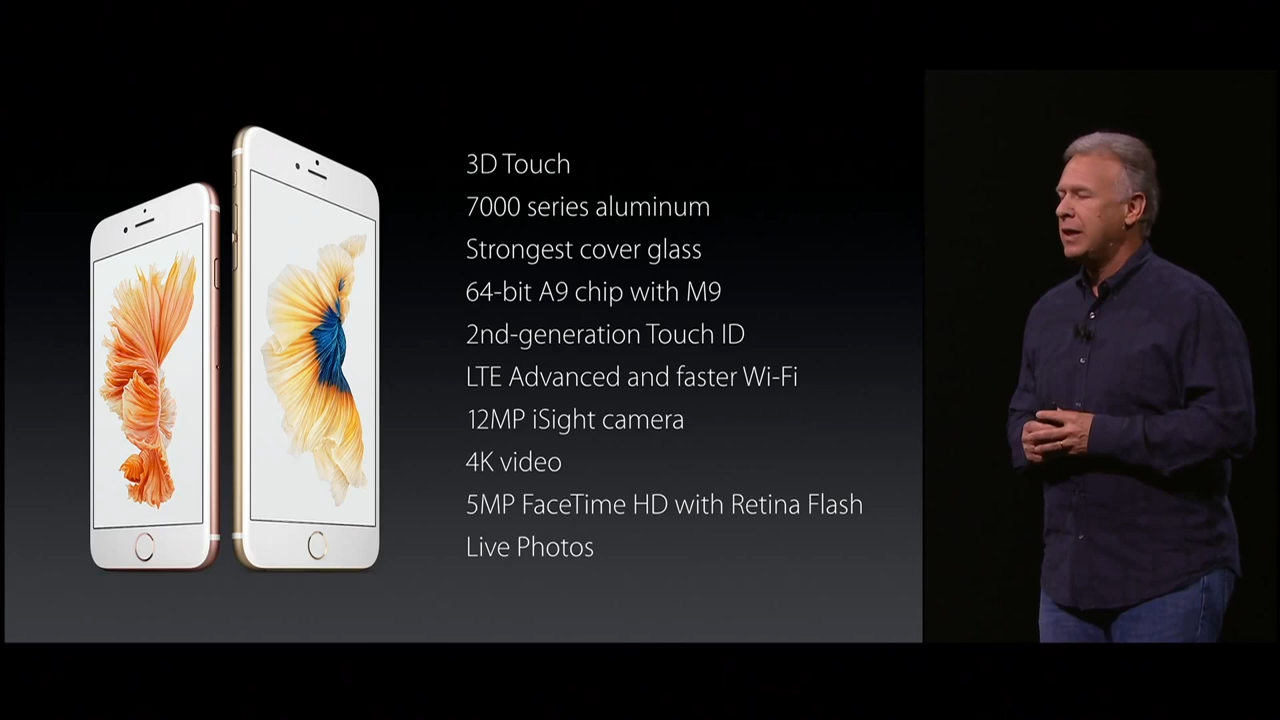 3D Touch
7000 series aluminum
Strongest cover glass
64-bit A9 chip with M9
2nd-generation Touch ID
LTE Advanced and faster Wi-Fi
12MP iSight camera
4K video
5MP FaceTime HD with Retina Flash
Live Photos